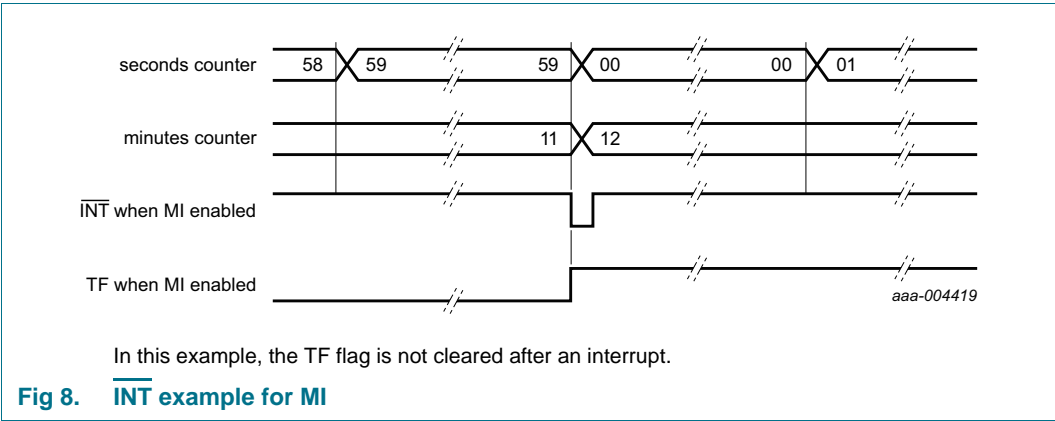 seconds counter 58 59 59 00 00 01
minutes counter 11 12
INT when MI enabled
TF when MI enabled
aaa-004419
In this example, the TF flag is not cleared after an interrupt.
Fig 8. INT example for MI